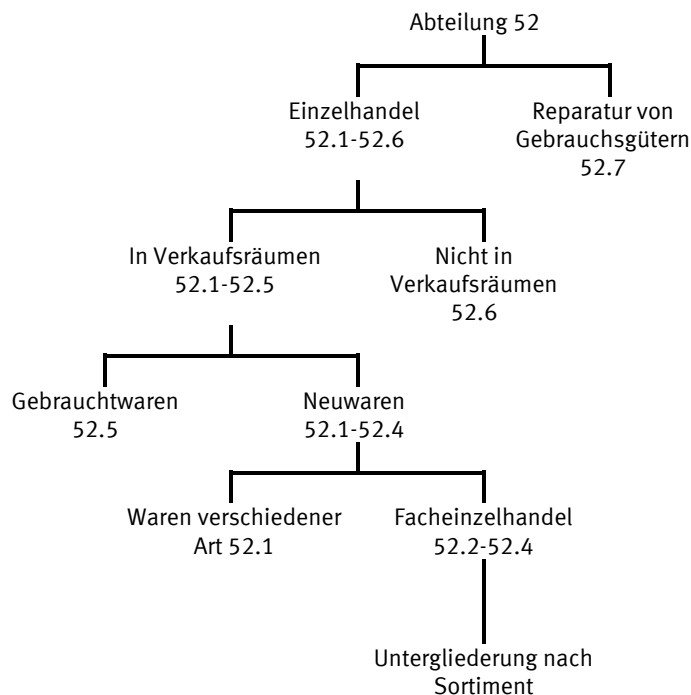 Abteilung 52
Einzelhandel
52.1-52.6
Reparatur von
Gebrauchsgütern
52.7
In Verkaufsräumen
52.1-52.5
Nicht in
Verkaufsräumen
52.6
Gebrauchtwaren
52.5
Neuwaren
52.1-52.4
Waren verschiedener
Art 52.1
Facheinzelhandel
52.2-52.4
Untergliederung nach
Sortiment